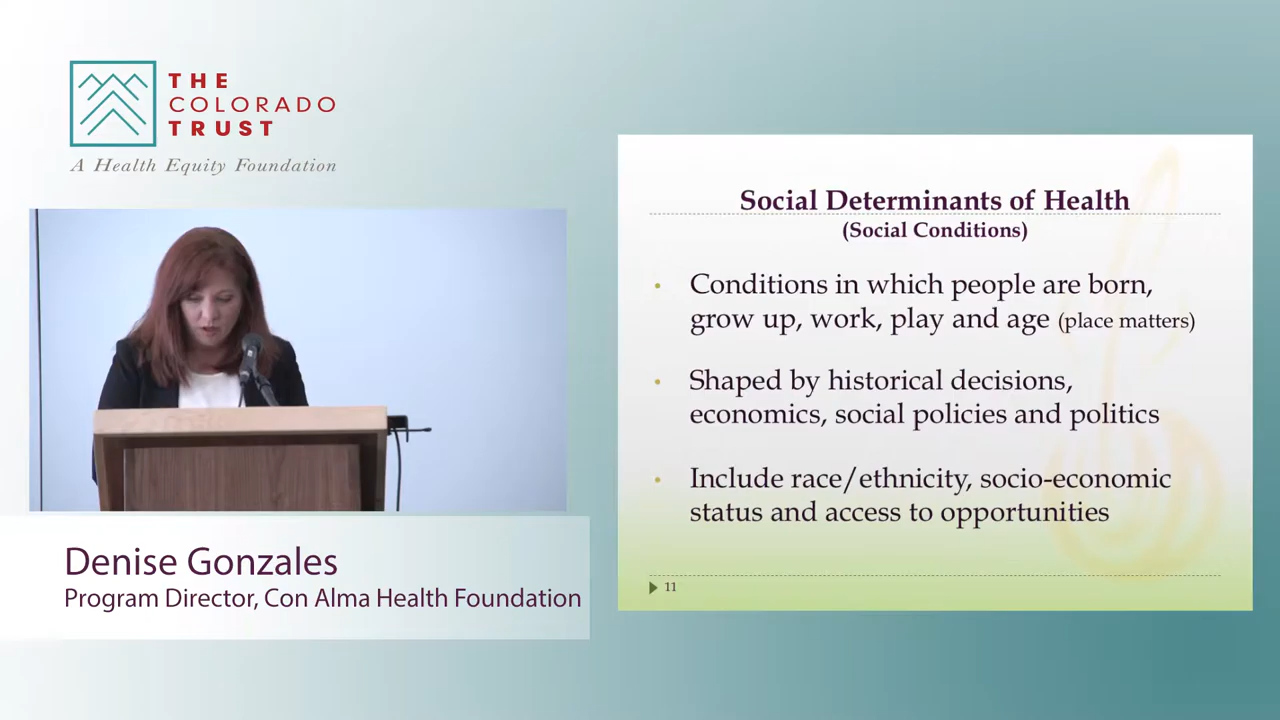 THE
COLORADO
TRUST
A Health Equity Foundation
Denise Gonzales
Program Director, Con Alma Health Foundation
Social Determinants of Health
(Social Conditions)
• Conditions in which people are born,
grow up, work, play and age (place matters)
• Shaped by historical decisions,
economics, social policies and politics
• Include race/ethnicity, socio-economic
status and access to opportunities
11